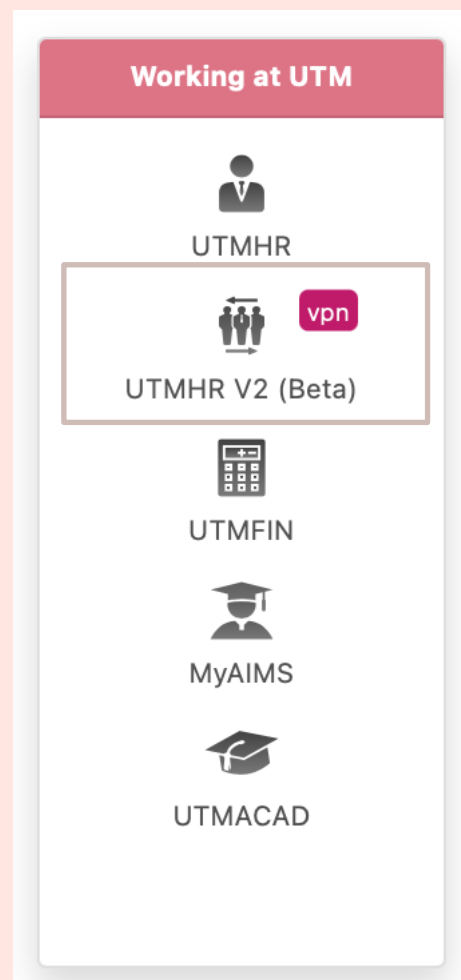 Working at UTM
UTMHR
vpn
UTMHR V2 (Beta)
UTMFIN
MyAIMS
UTMACAD